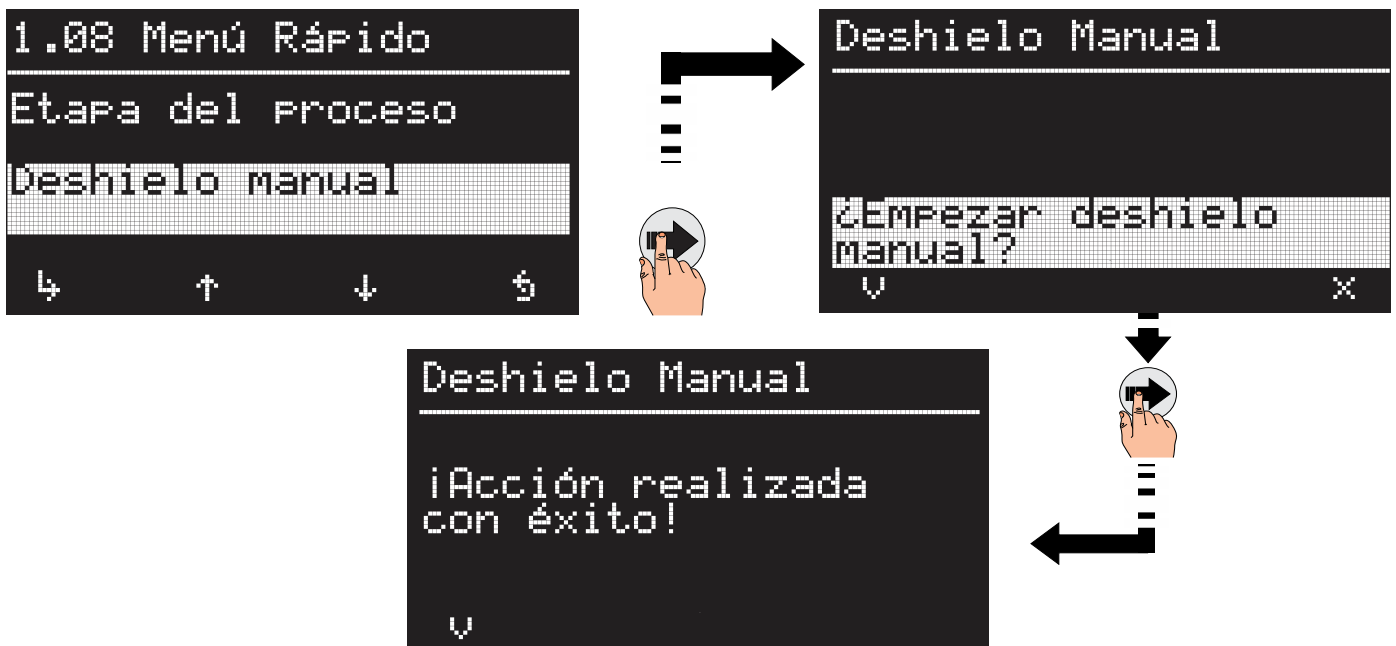 1.08 Menú Rápido
Etapa del proceso
Deshielo manual
Deshielo Manual
¿Empezar deshielo
manual?
V X
Deshielo Manual
¡Acción realizada
con éxito!
V